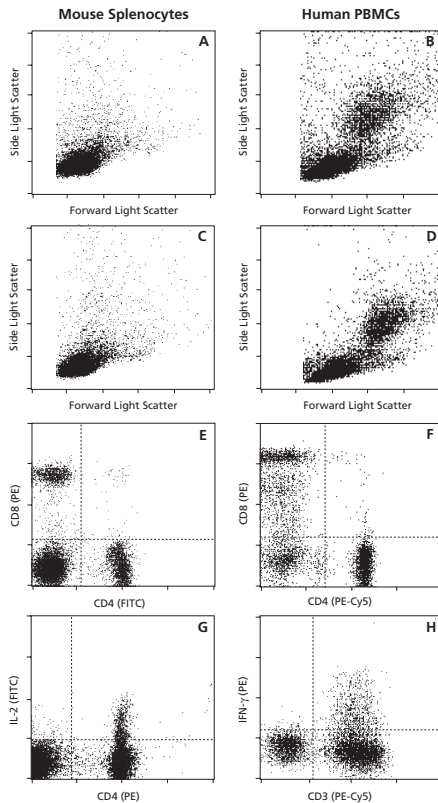 Mouse Splenocytes
Human PBMCs
A
Side Light Scatter
Forward Light Scatter
B
Side Light Scatter
Forward Light Scatter
C
Side Light Scatter
Forward Light Scatter
D
Side Light Scatter
Forward Light Scatter
E
CD8 (PE)
CD4 (FITC)
F
CD8 (PE)
CD4 (PE-Cy5)
G
IL-2 (FITC)
CD4 (PE)
H
IFN-γ (PE)
CD3 (PE-Cy5)